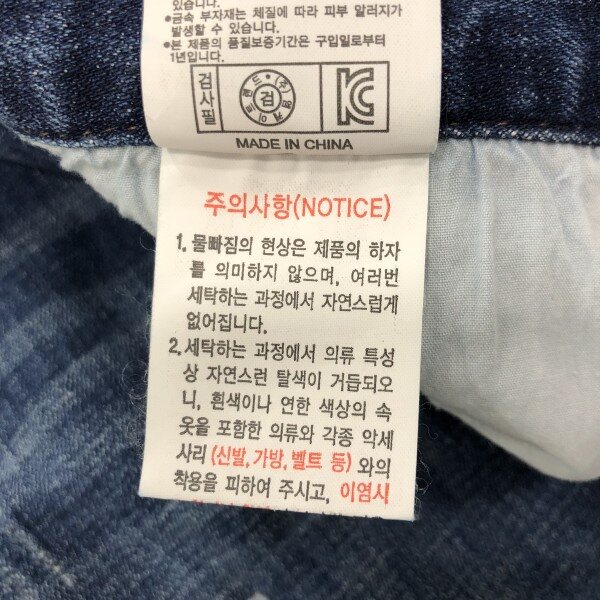 있습니다.
•금속 부자재는 체질에 따라 피부 알러지가
발생할 수 있습니다.
•본 제품의 품질보증기간은 구입일로부터
1년입니다.
검사필
검
MADE IN CHINA
주의사항(NOTICE)
1. 물빠짐의 현상은 제품의 하자
를 의미하지 않으며, 여러번
세탁하는 과정에서 자연스럽게
없어집니다.
2. 세탁하는 과정에서 의류 특성
상 자연스런 탈색이 거듭되오
니, 흰색이나 연한 색상의 속
옷을 포함한 의류와 각종 악세
사리 (신발, 가방, 벨트 등) 와의
착용을 피하여 주시고, 이염시